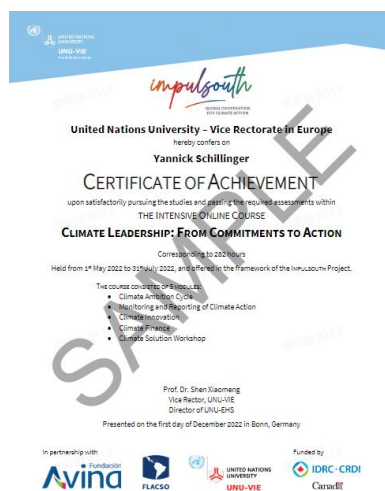 UNITED NATIONS
UNIVERSITY
UNU-VIE
impulsouth
GLOBAL COOPERATION
FOR CLIMATE ACTION
United Nations University – Vice Rectorate in Europe
hereby confers on
Yannick Schillinger
CERTIFICATE OF ACHIEVEMENT
upon satisfactorily pursuing the studies and passing the required assessments within
THE INTENSIVE ONLINE COURSE
CLIMATE LEADERSHIP: FROM COMMITMENTS TO ACTION
Corresponding to 282 hours
Held from 1st May 2022 to 31st July 2022, and offered in the framework of the IMPULSOUTH Project.
THE COURSE CONSISTED OF 5 MODULES:
• Climate Ambition Cycle
• Monitoring and Reporting of Climate Action
• Climate Innovation
• Climate Finance
• Climate Solution Workshop
SAMPLE
Prof. Dr. Shen Xiaomeng
Vice Rector, UNU-VIE
Director of UNU-EHS
Presented on the first day of December 2022 in Bonn, Germany
In partnership with
Funded by
Fundación
Avina
FLACSO
UNITED NATIONS
UNIVERSITY
UNU-VIE
IDRC · CRDI
Canada